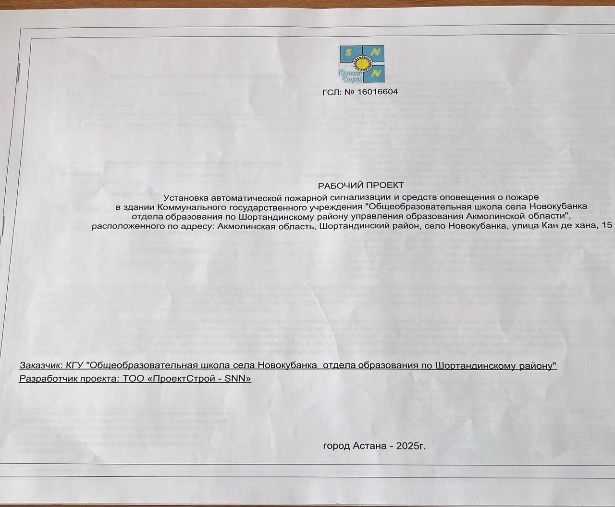 S N
N
ГСЛ: № 16016604
РАБОЧИЙ ПРОЕКТ
Установка автоматической пожарной сигнализации и средств оповещения о пожаре
в здании Коммунального государственного учреждения "Общеобразовательная школа села Новокубанка
отдела образования по Шортандинскому району управления образования Акмолинской области",
расположенного по адресу: Акмолинская область, Шортандинский район, село Новокубанка, улица Кан де хана, 15
Заказчик: КГУ "Общеобразовательная школа села Новокубанка отдела образования по Шортандинскому району"
Разработчик проекта: ТОО «ПроектСтрой - SNN»
город Астана - 2025г.